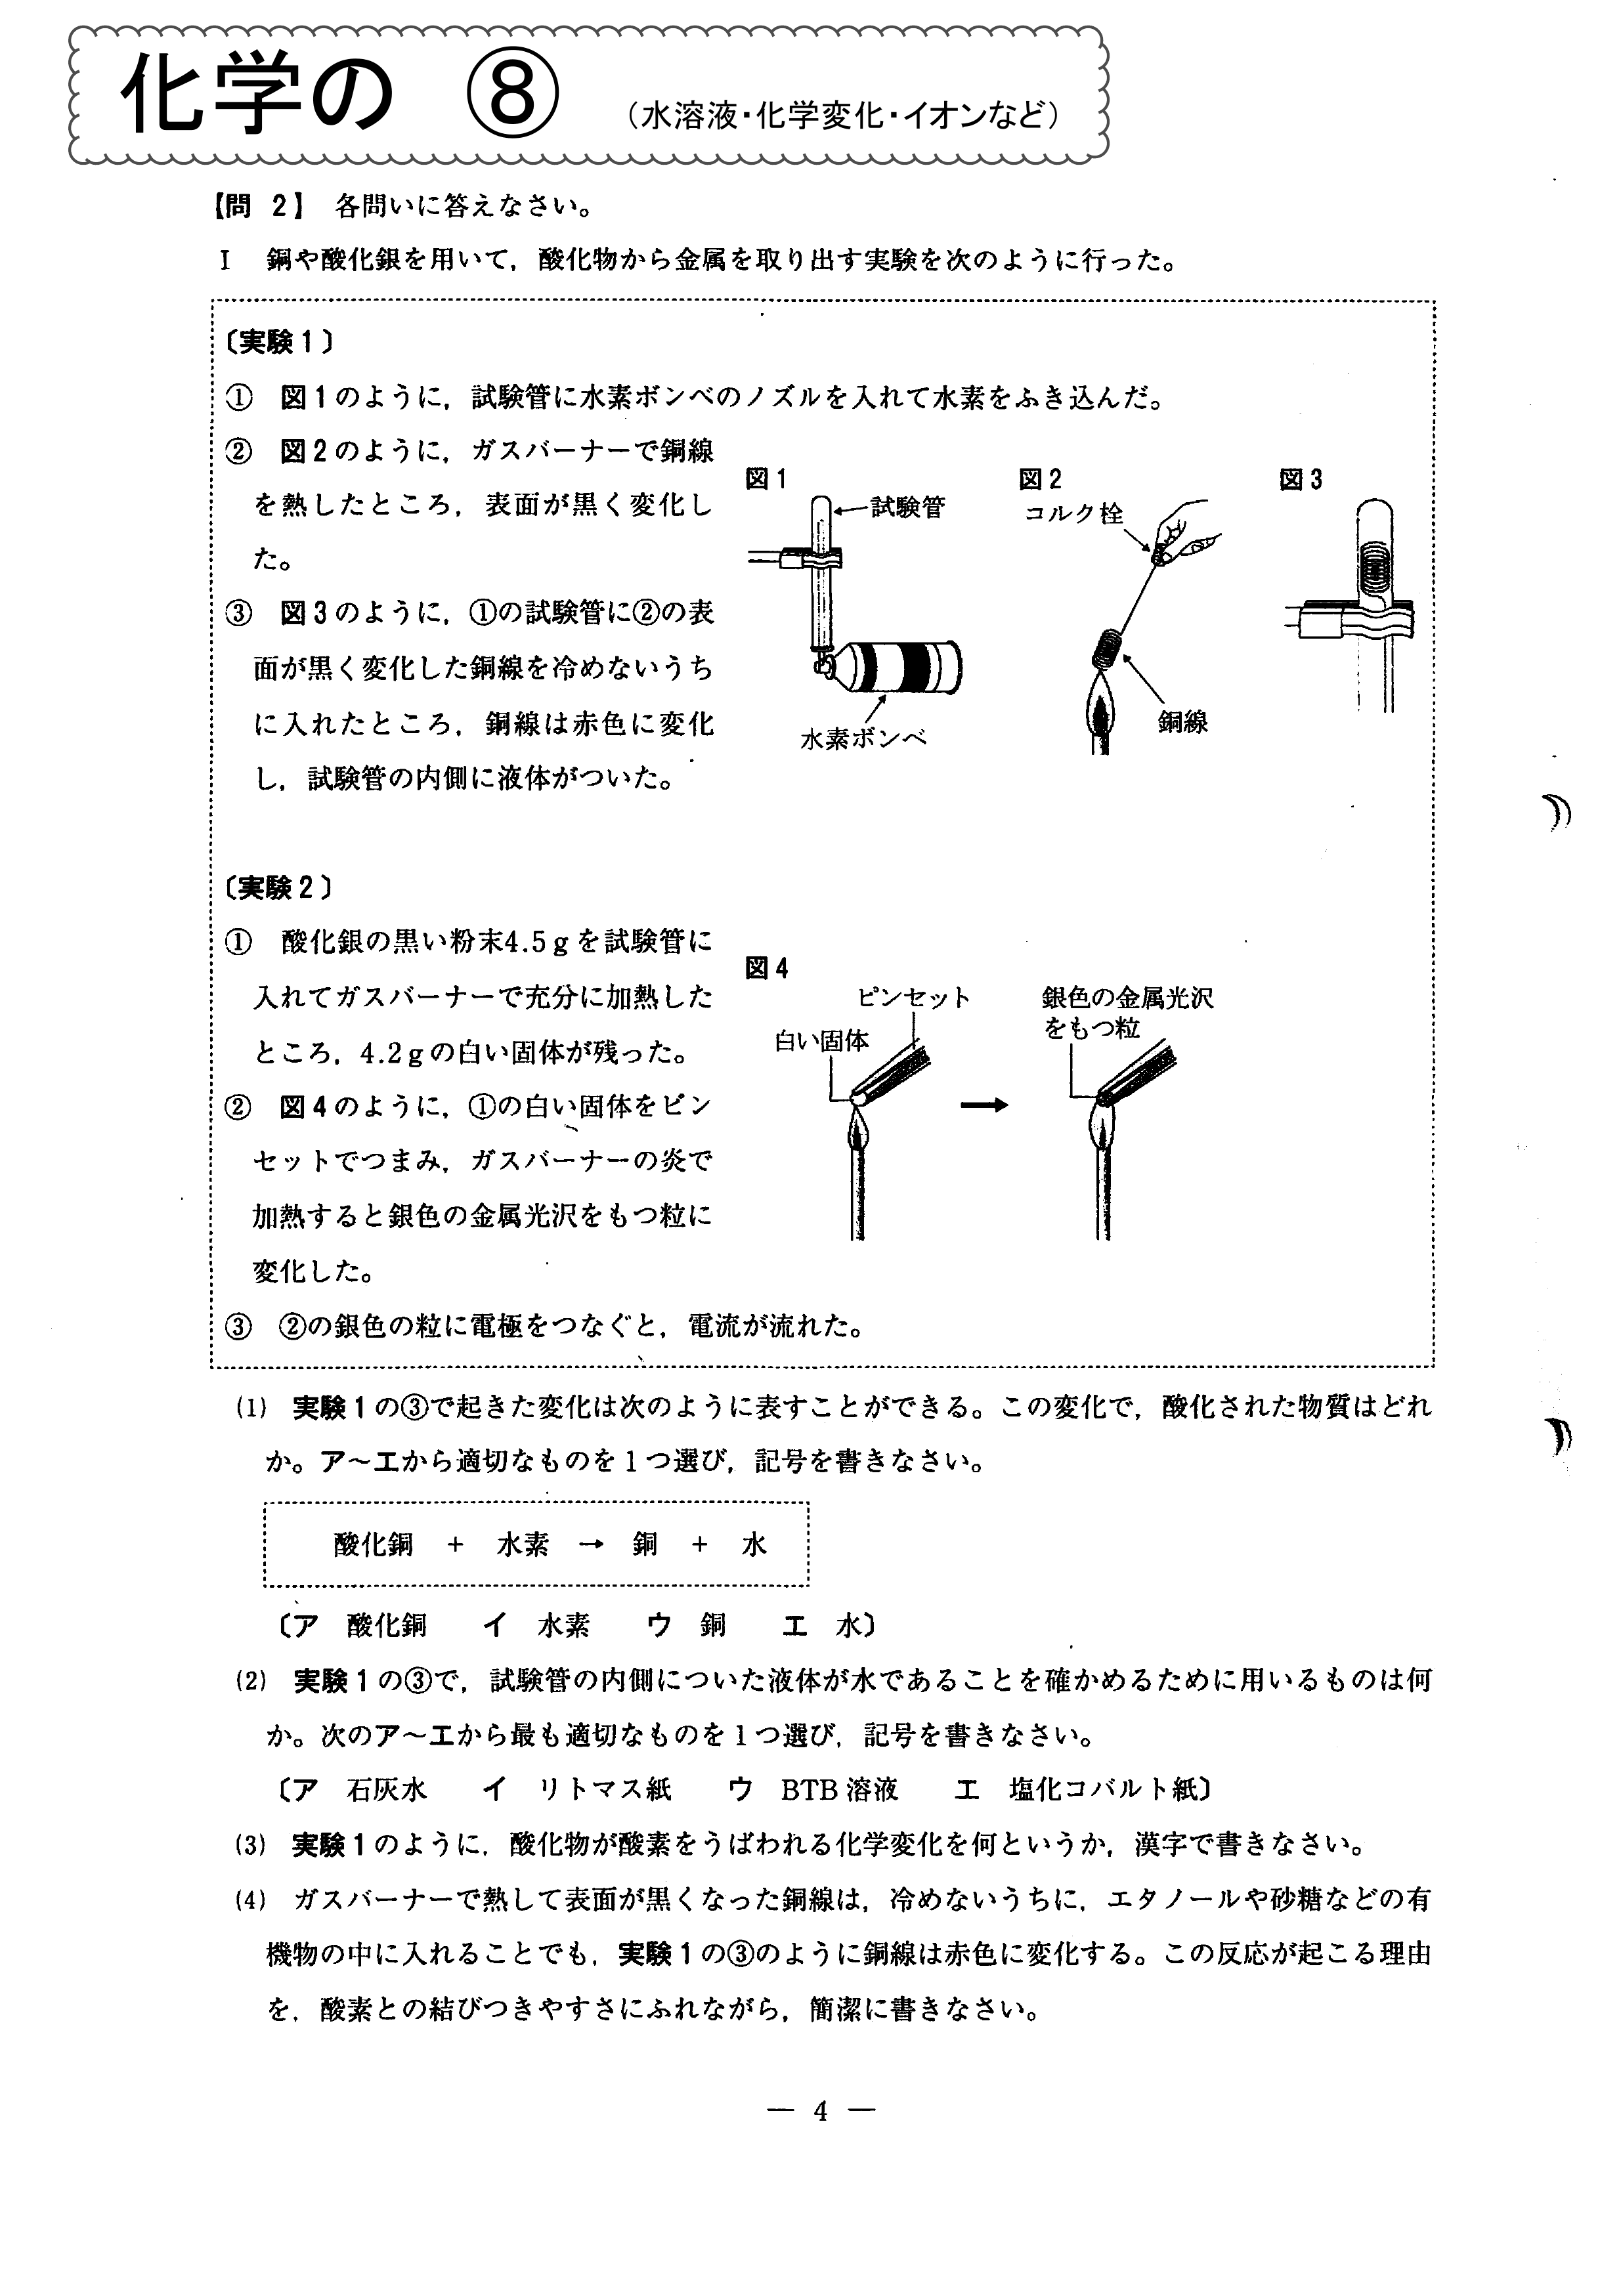 化学の ⑧ （水溶液・化学変化・イオンなど）
【問 2】 各問いに答えなさい。
Ⅰ 銅や酸化銀を用いて，酸化物から金属を取り出す実験を次のように行った。
〔実験1〕
① 図1のように，試験管に水素ボンベのノズルを入れて水素をふき込んだ。
② 図2のように，ガスバーナーで銅線
を熱したところ，表面が黒く変化し
た。
③ 図3のように，①の試験管に②の表
面が黒く変化した銅線を冷めないうち
に入れたところ，銅線は赤色に変化
し，試験管の内側に液体がついた。
図1
試験管
水素ボンベ
図2
コルク栓
銅線
図3
〔実験2〕
① 酸化銀の黒い粉末4.5gを試験管に
入れてガスバーナーで充分に加熱した
ところ，4.2gの白い固体が残った。
② 図4のように，①の白い固体をピン
セットでつまみ，ガスバーナーの炎で
加熱すると銀色の金属光沢をもつ粒に
変化した。
③ ②の銀色の粒に電極をつなぐと，電流が流れた。
図4
ピンセット
白い固体
銀色の金属光沢
をもつ粒
(1) 実験1の③で起きた変化は次のように表すことができる。この変化で，酸化された物質はどれ
か。ア～エから適切なものを1つ選び，記号を書きなさい。
酸化銅 ＋ 水素 → 銅 ＋ 水
〔ア 酸化銅 イ 水素 ウ 銅 エ 水〕
(2) 実験1の③で，試験管の内側についた液体が水であることを確かめるために用いるものは何
か。次のア～エから最も適切なものを1つ選び，記号を書きなさい。
〔ア 石灰水 イ リトマス紙 ウ BTB溶液 エ 塩化コバルト紙〕
(3) 実験1のように，酸化物が酸素をうばわれる化学変化を何というか，漢字で書きなさい。
(4) ガスバーナーで熱して表面が黒くなった銅線は，冷めないうちに，エタノールや砂糖などの有
機物の中に入れることでも，実験1の③のように銅線は赤色に変化する。この反応が起こる理由
を，酸素との結びつきやすさにふれながら，簡潔に書きなさい。
― 4 ―